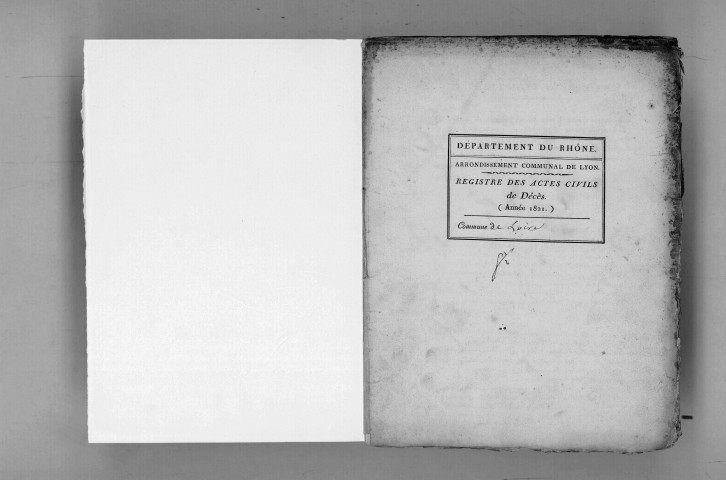 DÉPARTEMENT DU RHÔNE.
ARRONDISSEMENT COMMUNAL DE LYON.
REGISTRE DES ACTES CIVILS
de Décès.
( Année 1821. )
Commune de Loire